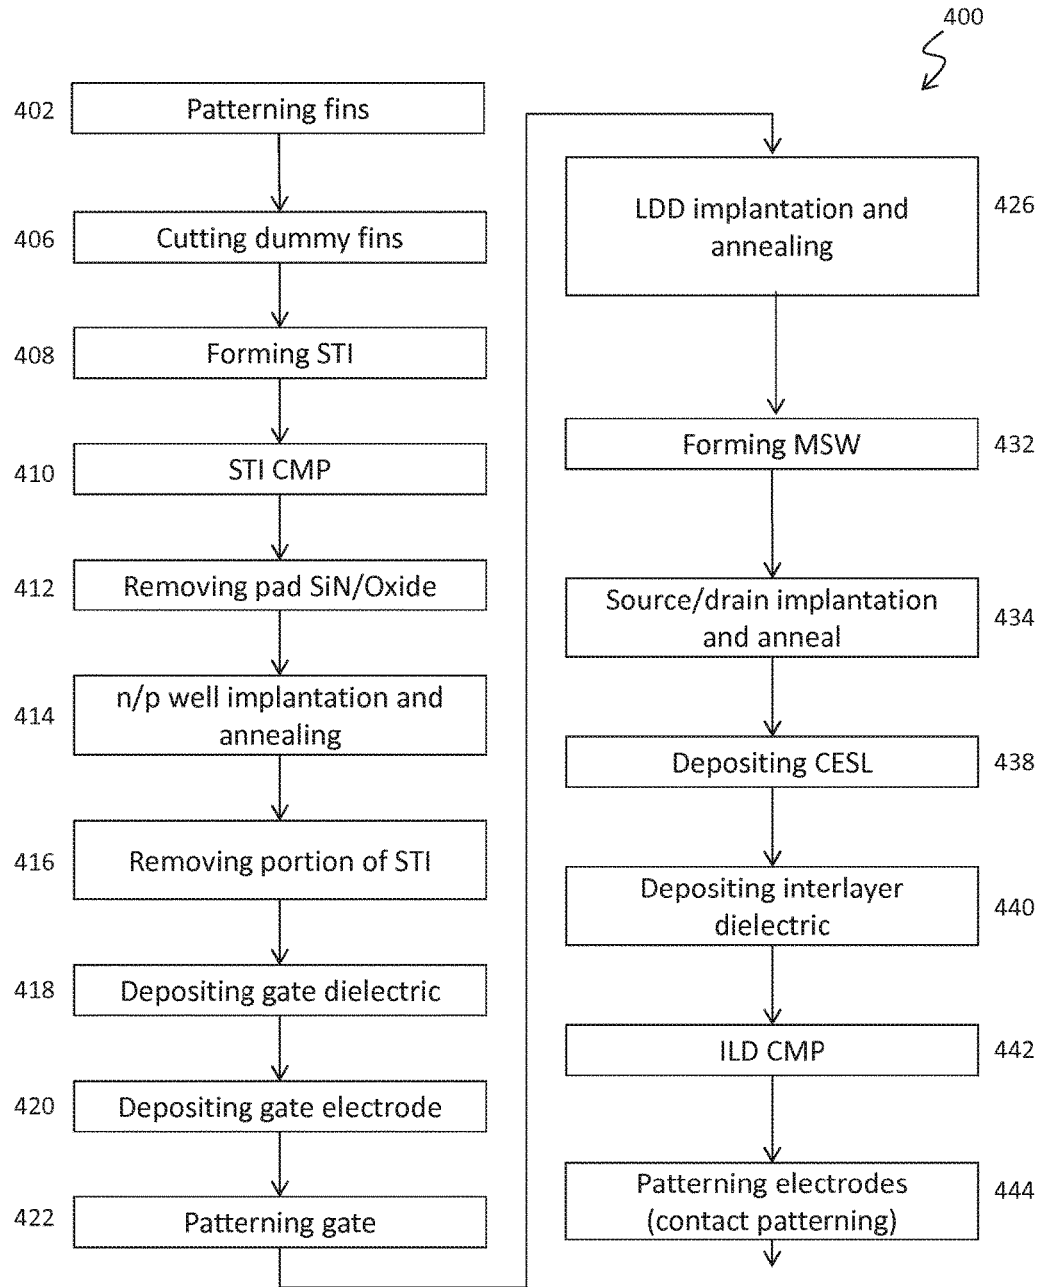 400
402
Patterning fins
406
Cutting dummy fins
408
Forming STI
410
STI CMP
412
Removing pad SiN/Oxide
414
n/p well implantation and
annealing
416
Removing portion of STI
418
Depositing gate dielectric
420
Depositing gate electrode
422
Patterning gate
LDD implantation and
annealing
426
Forming MSW
432
Source/drain implantation
and anneal
434
Depositing CESL
438
Depositing interlayer
dielectric
440
ILD CMP
442
Patterning electrodes
(contact patterning)
444